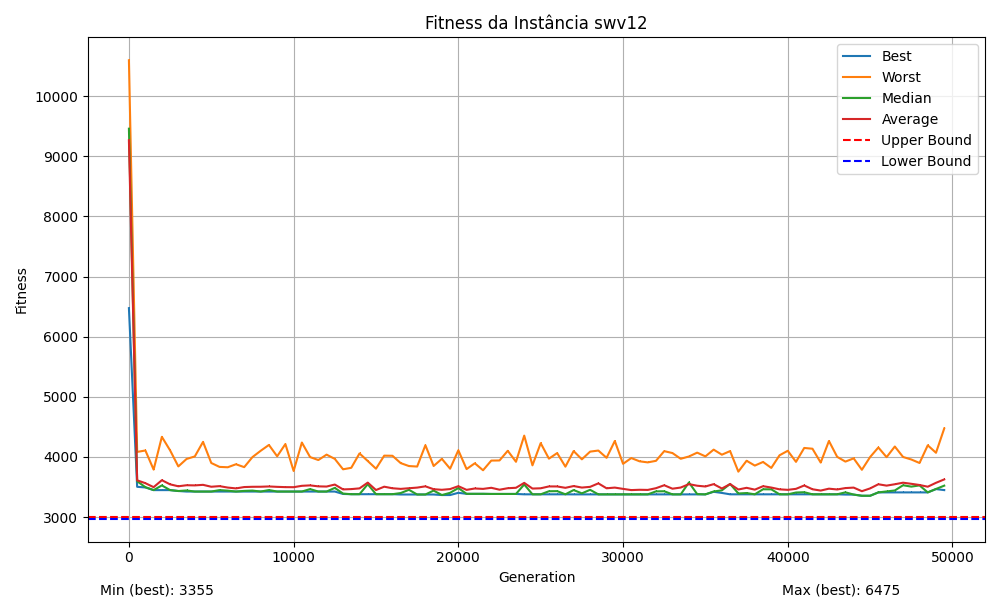 Fitness da Instância swv12
Fitness
10000
9000
8000
7000
6000
5000
4000
3000
Best
Worst
Median
Average
Upper Bound
Lower Bound
0
10000
20000
30000
40000
50000
Generation
Min (best): 3355
Max (best): 6475